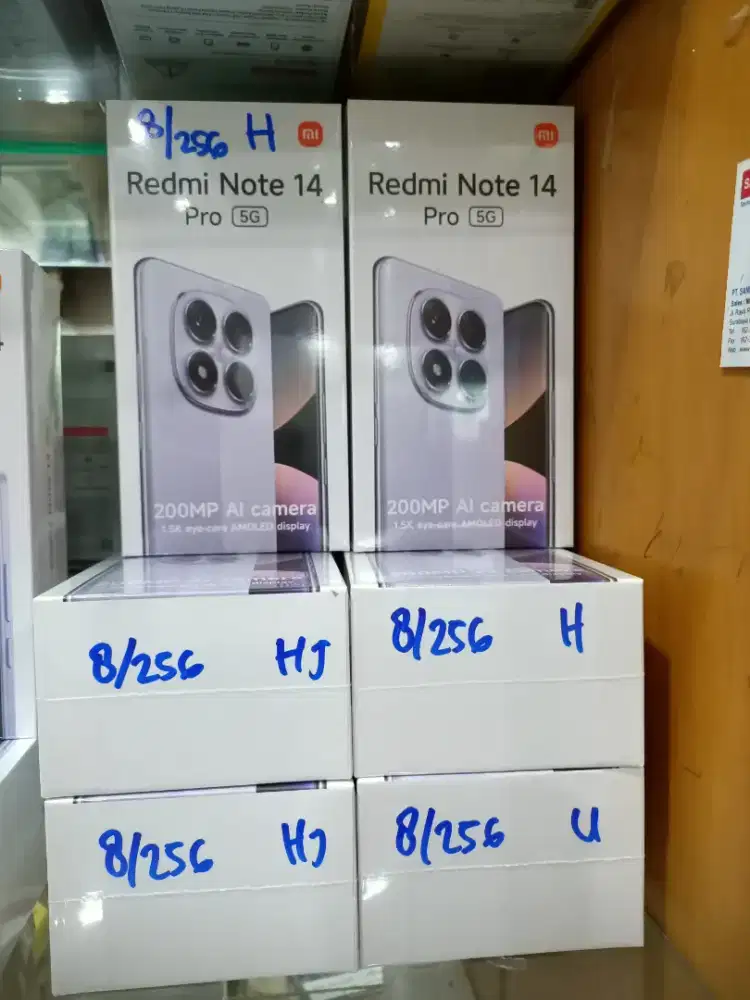 8/256 H
mi
Redmi Note 14
Pro 5G
200MP AI camera
1.5K eye-care AMOLED display
mi
Redmi Note 14
Pro 5G
200MP AI camera
1.5K eye-care AMOLED display
8/256 HJ
8/256 H
8/256 HJ
8/256 U